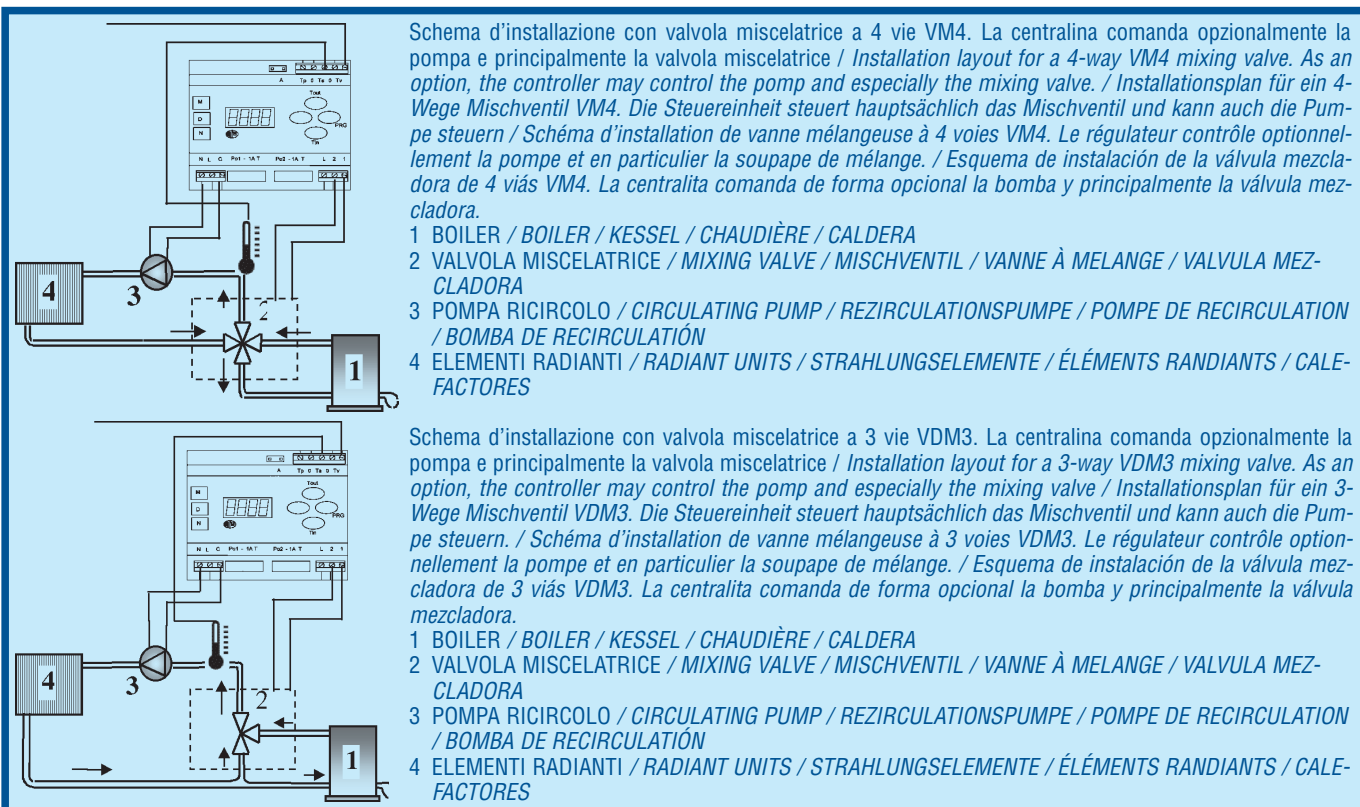 Schema d'installazione con valvola miscelatrice a 4 vie VM4. La centralina comanda opzionalmente la
pompa e principalmente la valvola miscelatrice / Installation layout for a 4-way VM4 mixing valve. As an
option, the controller may control the pomp and especially the mixing valve. / Installationsplan für ein 4-
Wege Mischventil VM4. Die Steuereinheit steuert hauptsächlich das Mischventil und kann auch die Pum-
pe steuern / Schéma d'installation de vanne mélangeuse à 4 voies VM4. Le régulateur contrôle optionnel-
lement la pompe et en particulier la soupape de mélange. / Esquema de instalación de la válvula mezcla-
dora de 4 viás VM4. La centralita comanda de forma opcional la bomba y principalmente la válvula mez-
cladora.
1 BOILER / BOILER / KESSEL / CHAUDIÈRE / CALDERA
2 VALVOLA MISCELATRICE / MIXING VALVE / MISCHVENTIL / VANNE À MELANGE / VALVULA MEZ-
CLADORA
3 POMPA RICIRCOLO / CIRCULATING PUMP / REZIRCULATIONSPUMPE / POMPE DE RECIRCULATION
/ BOMBA DE RECIRCULATIÓN
4 ELEMENTI RADIANTI / RADIANT UNITS / STRAHLUNGSELEMENTE / ÉLÉMENTS RANDIANTS / CALE-
FACTORES
A Tp 0 Ta 0 Tv
Tout
M
D
N
PRG
Tin
N L C Po1 - 1A T Po2 - 1A T L 2 1
4
3
2
1
Schema d'installazione con valvola miscelatrice a 3 vie VDM3. La centralina comanda opzionalmente la
pompa e principalmente la valvola miscelatrice / Installation layout for a 3-way VDM3 mixing valve. As an
option, the controller may control the pomp and especially the mixing valve / Installationsplan für ein 3-
Wege Mischventil VDM3. Die Steuereinheit steuert hauptsächlich das Mischventil und kann auch die Pum-
pe steuern. / Schéma d'installation de vanne mélangeuse à 3 voies VDM3. Le régulateur contrôle option-
nellement la pompe et en particulier la soupape de mélange. / Esquema de instalación de la válvula mez-
cladora de 3 viás VDM3. La centralita comanda de forma opcional la bomba y principalmente la válvula
mezcladora.
1 BOILER / BOILER / KESSEL / CHAUDIÈRE / CALDERA
2 VALVOLA MISCELATRICE / MIXING VALVE / MISCHVENTIL / VANNE À MELANGE / VALVULA MEZ-
CLADORA
3 POMPA RICIRCOLO / CIRCULATING PUMP / REZIRCULATIONSPUMPE / POMPE DE RECIRCULATION
/ BOMBA DE RECIRCULATIÓN
4 ELEMENTI RADIANTI / RADIANT UNITS / STRAHLUNGSELEMENTE / ÉLÉMENTS RANDIANTS / CALE-
FACTORES
A Tp 0 Ta 0 Tv
Tout
M
D
N
PRG
Tin
N L C Po1 - 1A T Po2 - 1A T L 2 1
4
3
2
1